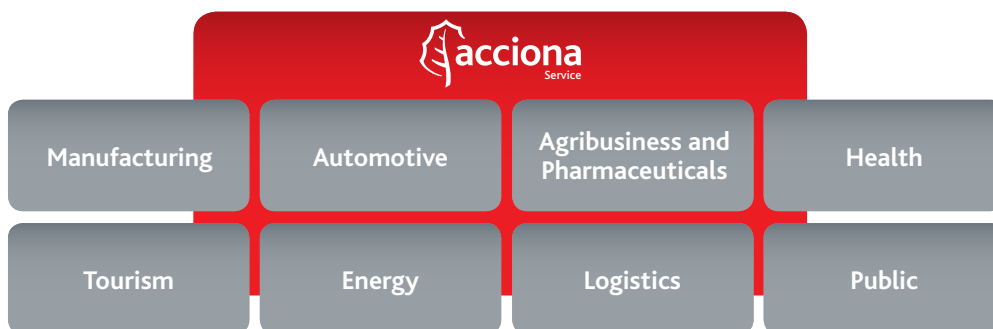 acciona
Service
Manufacturing
Automotive
Agribusiness and
Pharmaceuticals
Health
Tourism
Energy
Logistics
Public